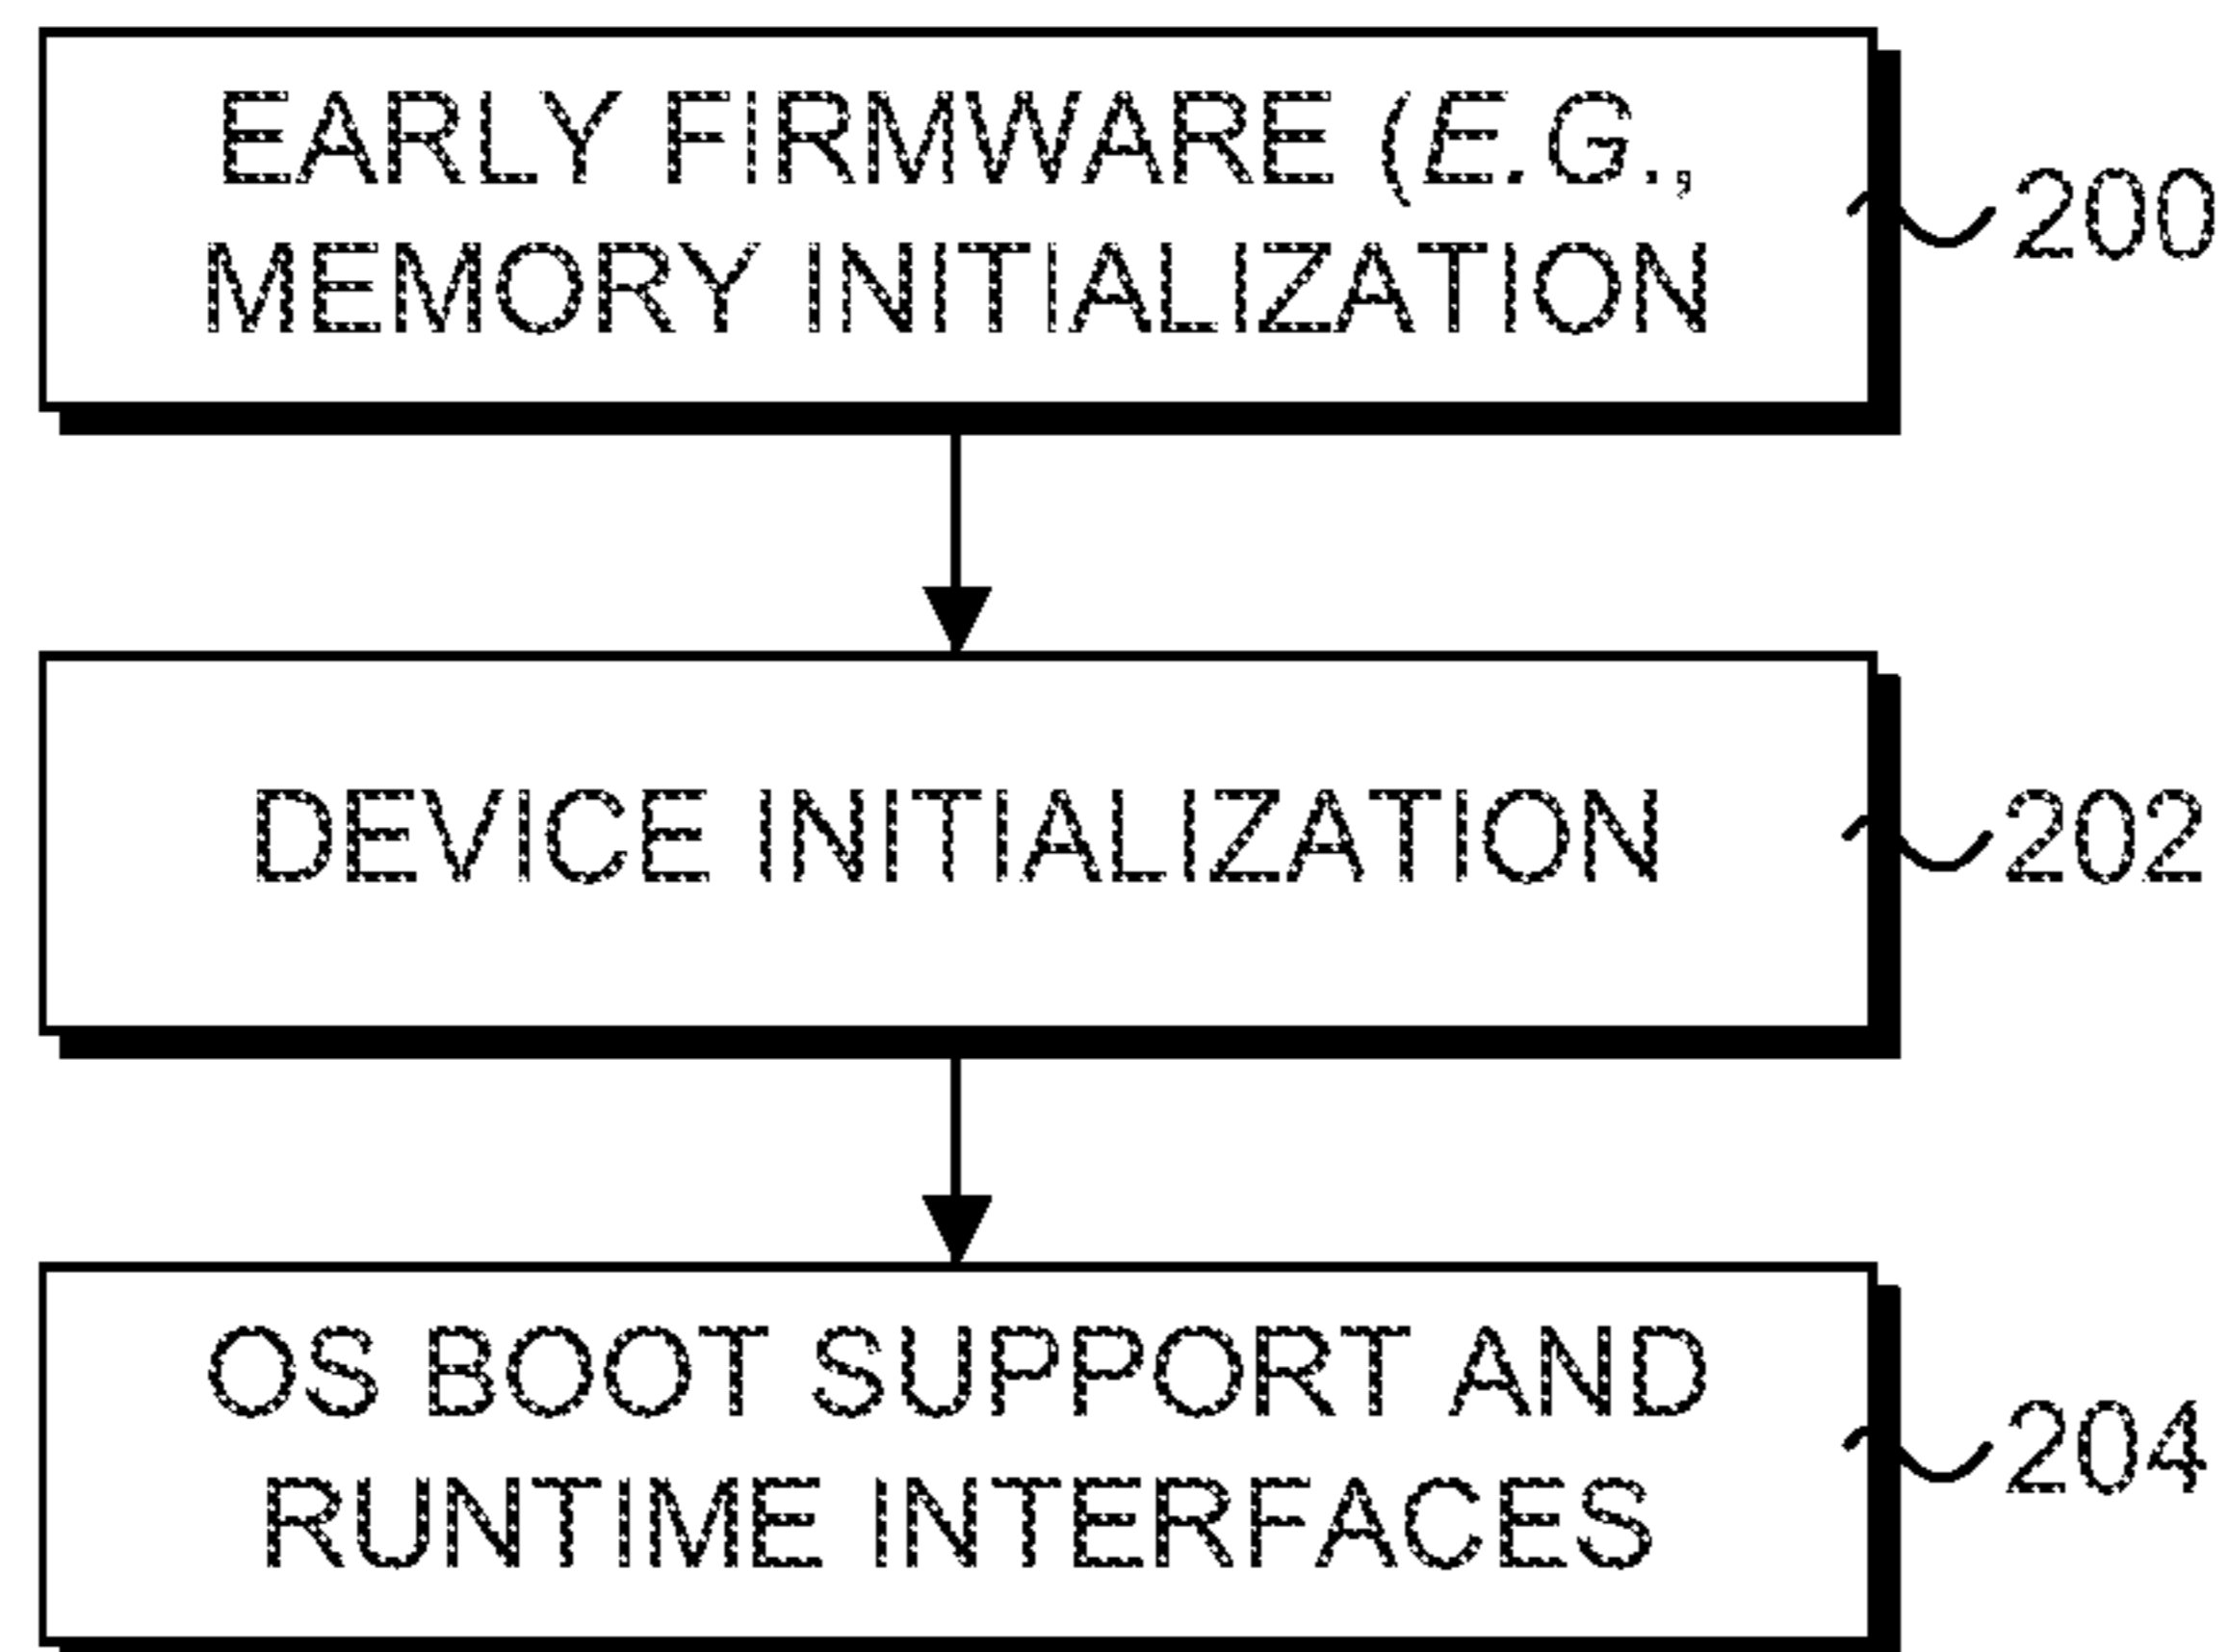 EARLY FIRMWARE (E.G.,
MEMORY INITIALIZATION
200
DEVICE INITIALIZATION
202
OS BOOT SUPPORT AND
RUNTIME INTERFACES
204